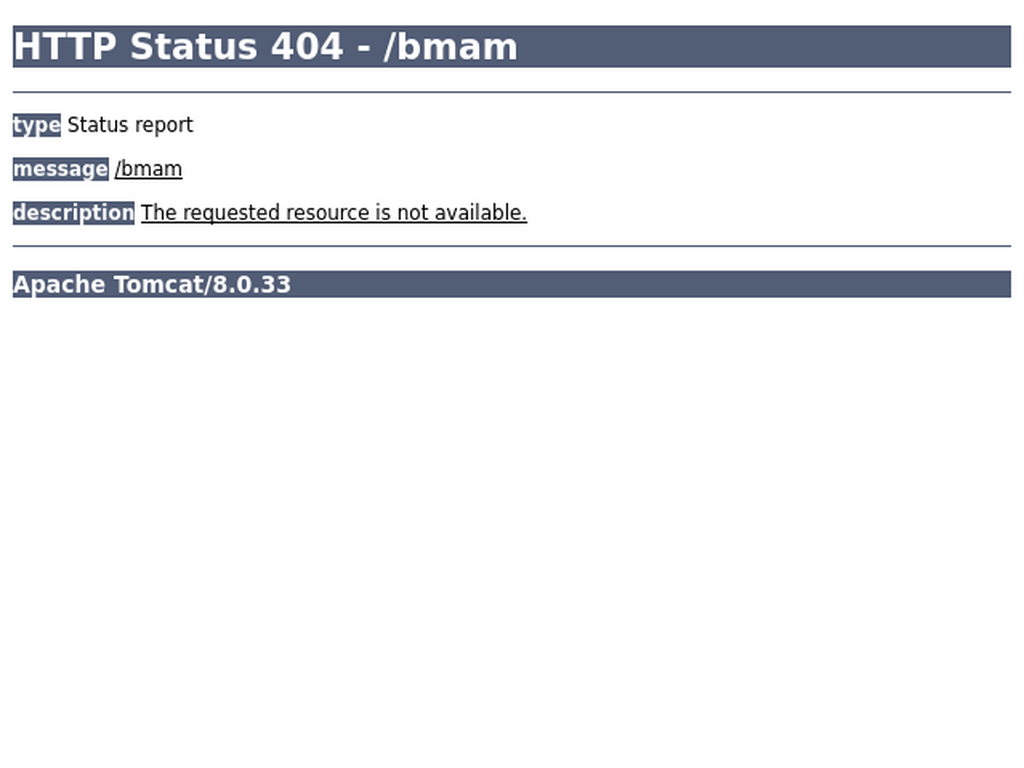 HTTP Status 404 - /bmam
type Status report
message /bmam
description The requested resource is not available.
Apache Tomcat/8.0.33